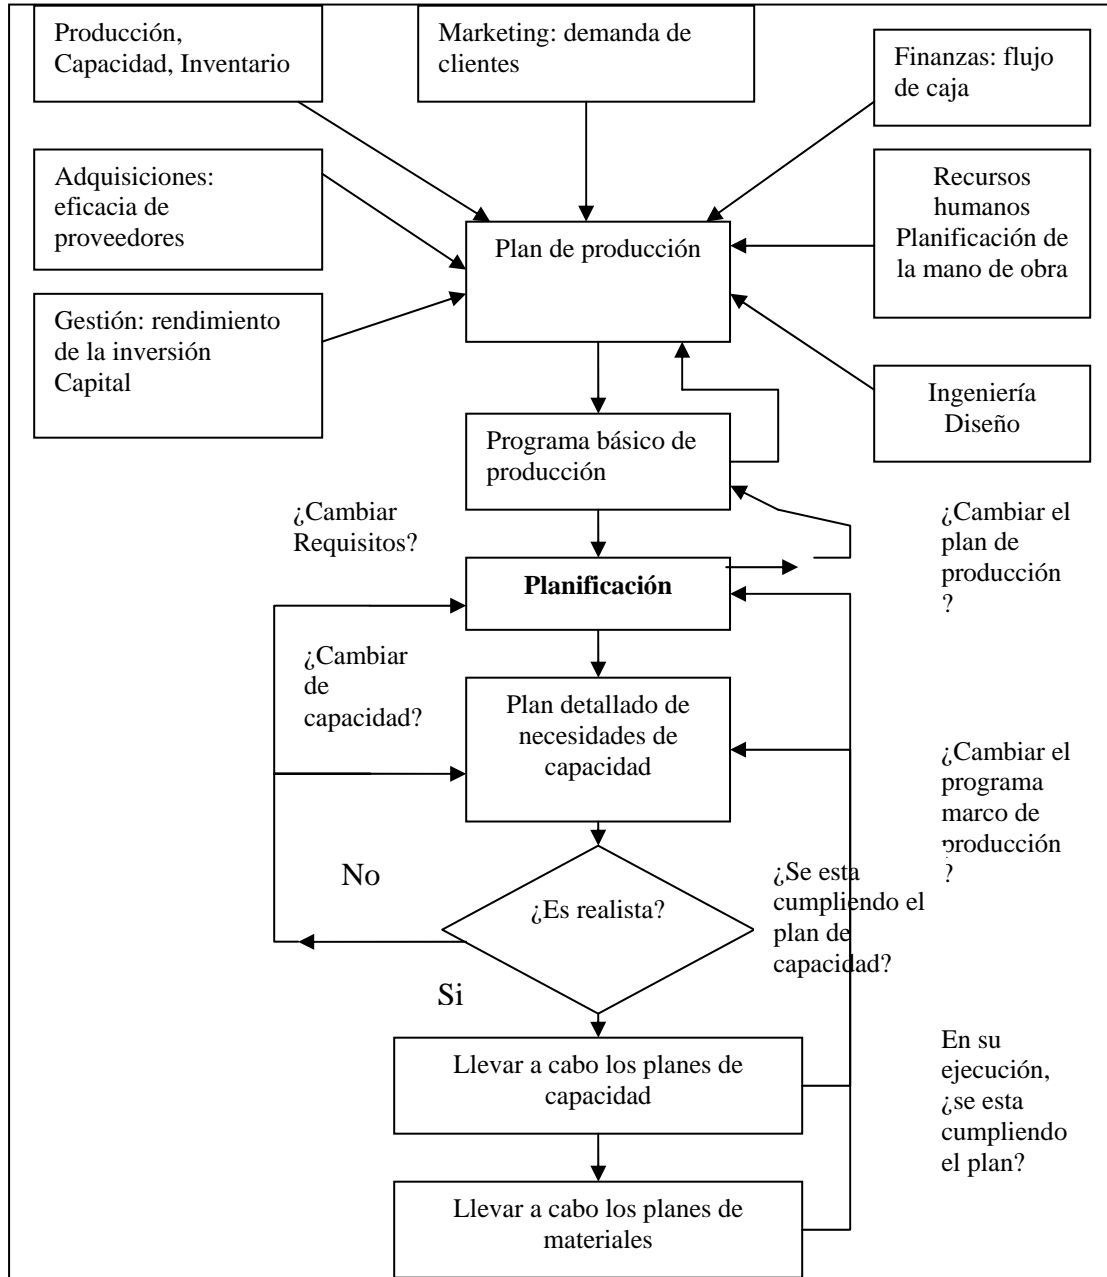 Producción,
Capacidad, Inventario
Marketing: demanda de
clientes
Finanzas: flujo
de caja
Adquisiciones:
eficacia de
proveedores
Recursos
humanos
Planificación de
la mano de obra
Plan de producción
Gestión: rendimiento
de la inversión
Capital
Ingeniería
Diseño
Programa básico de
producción
¿Cambiar
Requisitos?
¿Cambiar el
plan de
producción
?
Planificación
¿Cambiar
de
capacidad?
Plan detallado de
necesidades de
capacidad
¿Cambiar el
programa
marco de
producción
?
No
¿Es realista?
¿Se esta
cumpliendo el
plan de
capacidad?
Si
Llevar a cabo los planes de
capacidad
En su
ejecución,
¿se esta
cumpliendo
el plan?
Llevar a cabo los planes de
materiales